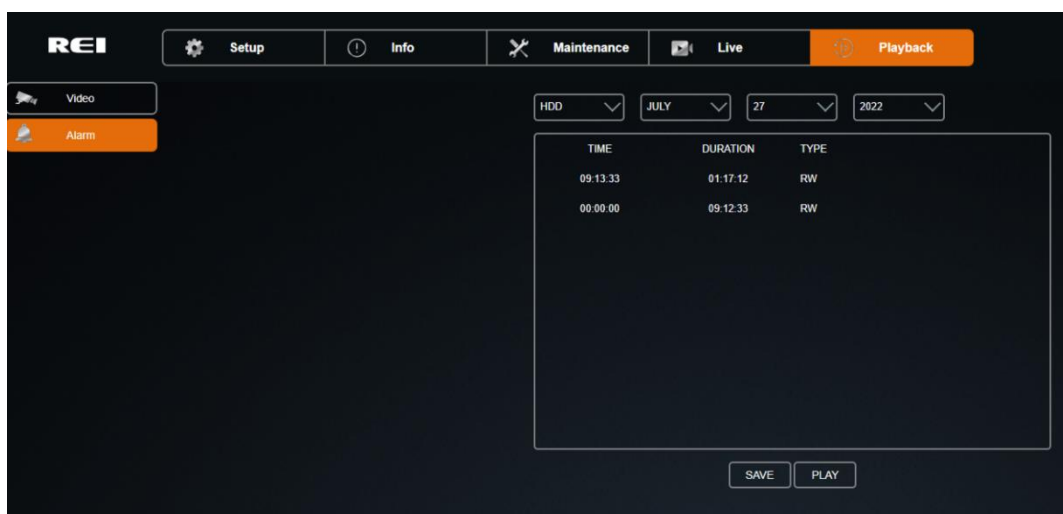 REI
Setup
Info
Maintenance
Live
Playback
Video
Alarm
HDD JULY 27 2022
TIME DURATION TYPE
09:13:33 01:17:12 RW
00:00:00 09:12:33 RW
SAVE PLAY